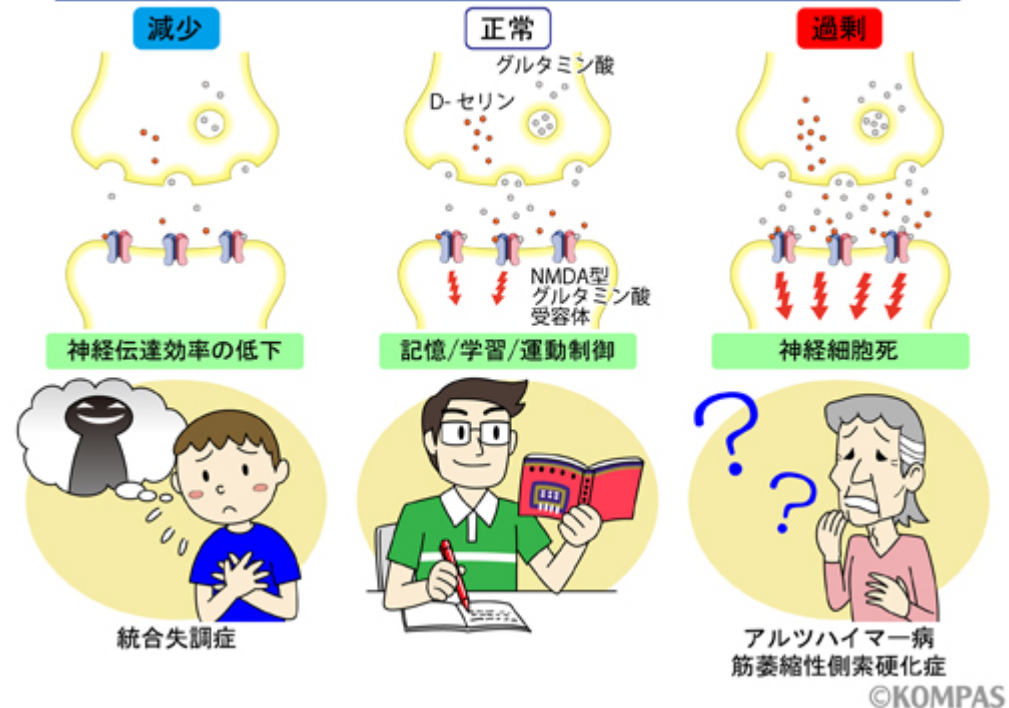 減少
正常
過剰
グルタミン酸
D-セリン
NMDA型
グルタミン酸
受容体
神経伝達効率の低下
記憶/学習/運動制御
神経細胞死
統合失調症
アルツハイマー病
筋萎縮性側索硬化症
©KOMPAS